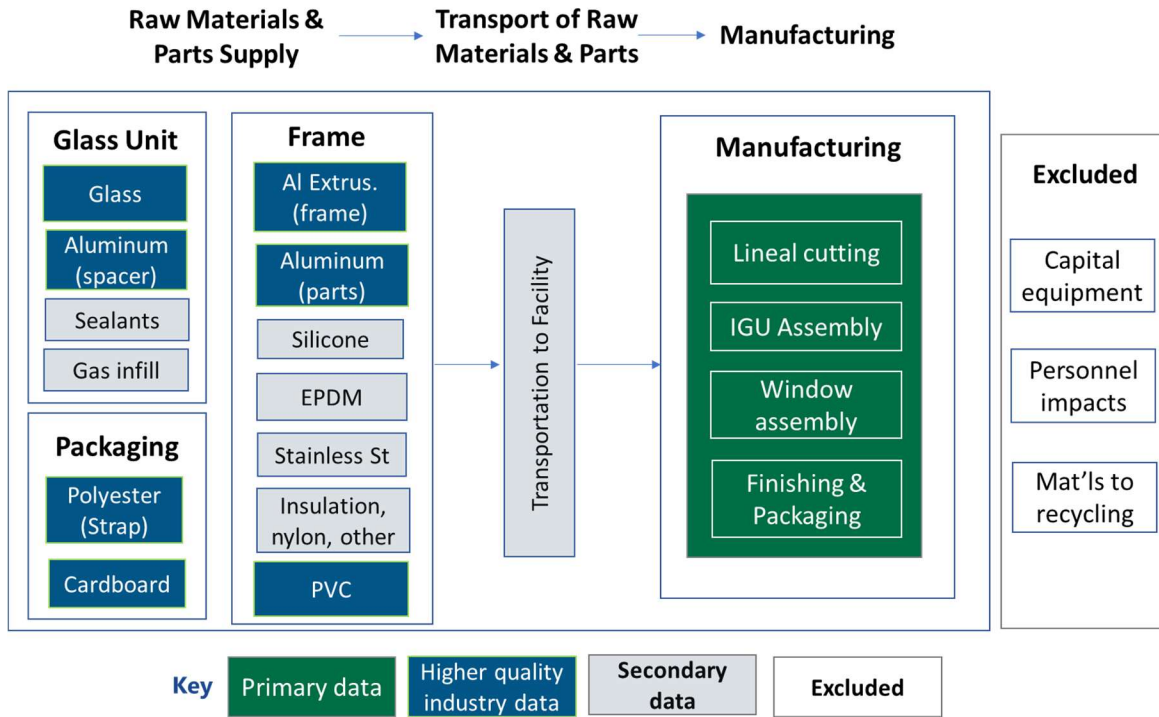 Raw Materials &
Parts Supply
Transport of Raw
Materials & Parts
Manufacturing
Glass Unit
Glass
Aluminum
(spacer)
Sealants
Gas infill
Packaging
Polyester
(Strap)
Cardboard
Frame
Al Extrus.
(frame)
Aluminum
(parts)
Silicone
EPDM
Stainless St
Insulation,
nylon, other
PVC
Transportation to Facility
Manufacturing
Lineal cutting
IGU Assembly
Window
assembly
Finishing &
Packaging
Excluded
Capital
equipment
Personnel
impacts
Mat'ls to
recycling
Key
Primary data
Higher quality
industry data
Secondary
data
Excluded